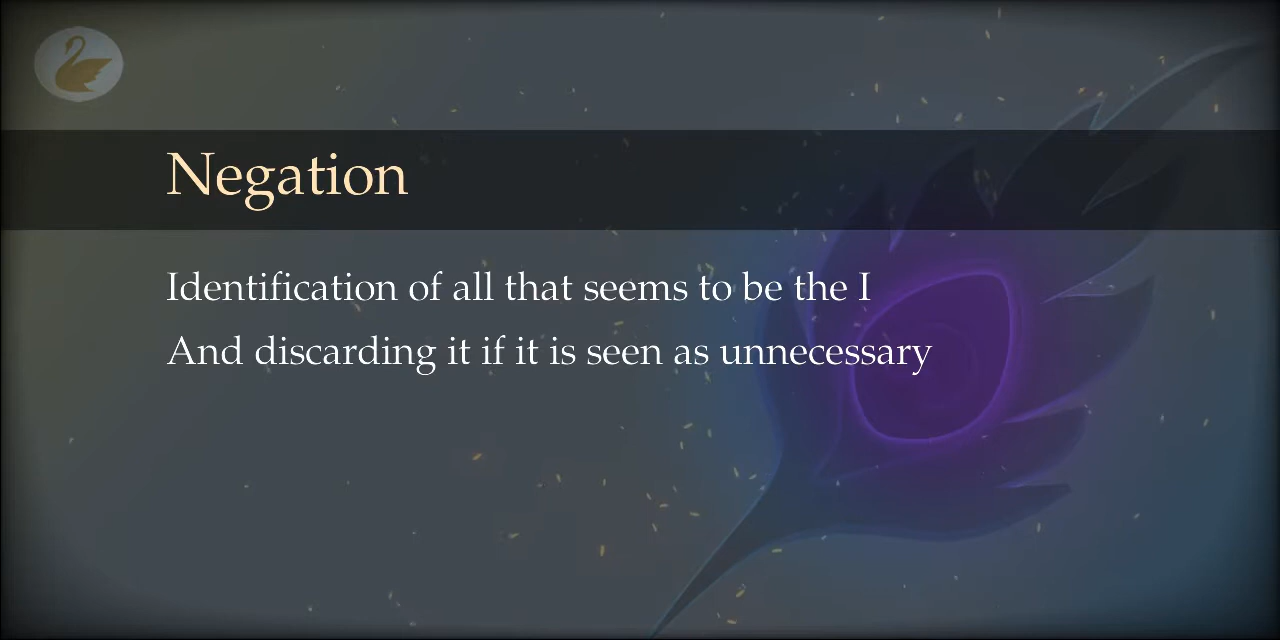 Negation
Identification of all that seems to be the I
And discarding it if it is seen as unnecessary